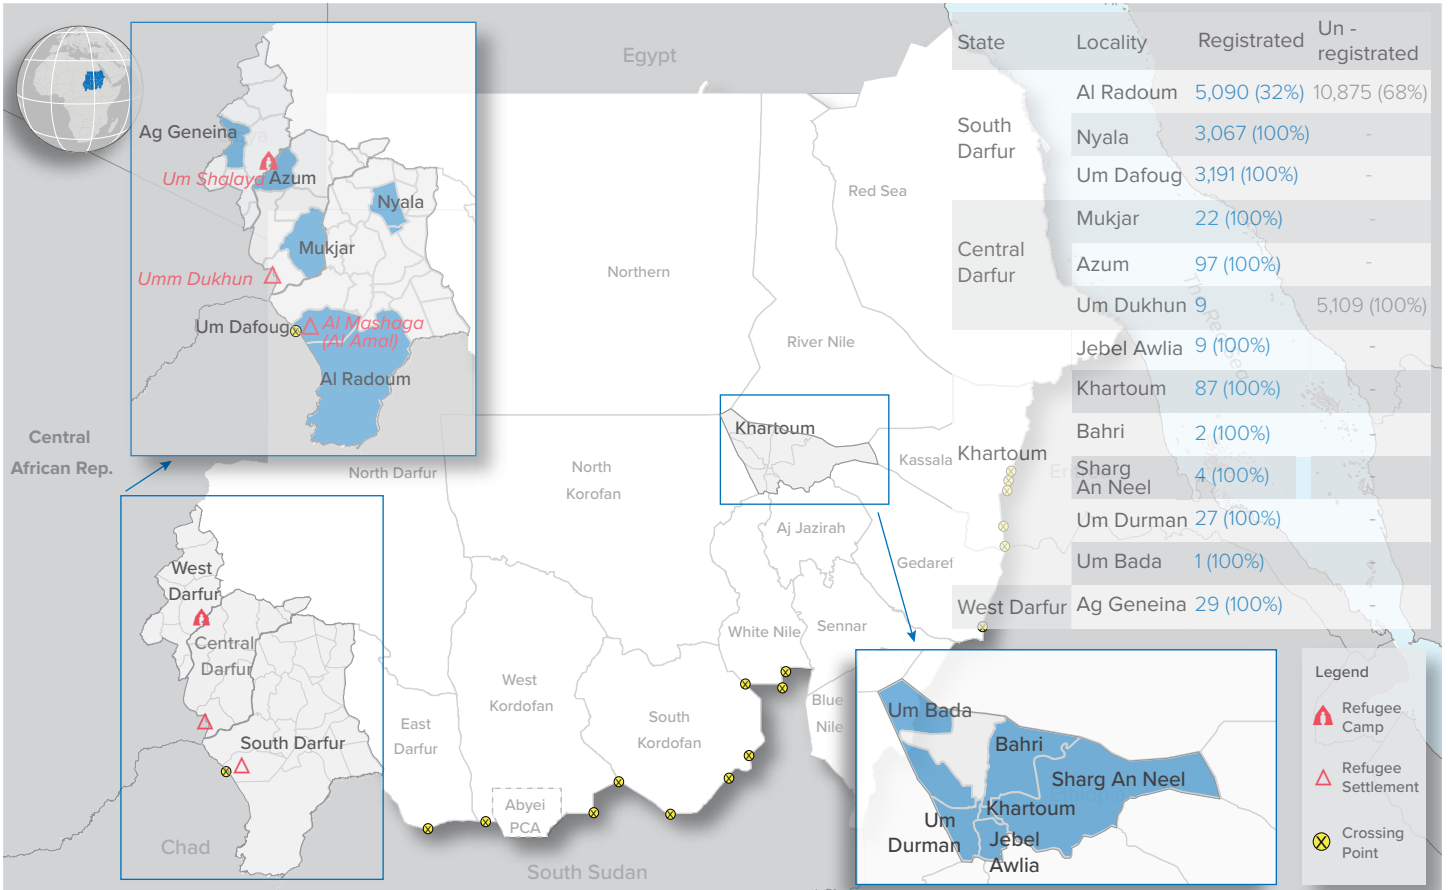 Egypt
Red Sea
Northern
River Nile
Central
African Rep.
North Darfur
North
Korofan
Khartoum
Kassala
Aj Jazirah
Gedaref
White Nile
Sennar
Blue
Nile
West
Kordofan
South
Kordofan
East
Darfur
Abyei
PCA
Chad
South Sudan
The Red Sea
Ethiopia
Ag Geneina
Um Shalaya
Azum
Nyala
Mukjar
Umm Dukhun
Um Dafoug
Al Mashaga
(Al Amal)
Al Radoum
West
Darfur
Central
Darfur
South Darfur
Um Bada
Bahri
Sharg An Neel
Khartoum
Um
Durman
Jebel
Awlia
State Locality Registrated Un -
registrated
South
Darfur
Al Radoum 5,090 (32%) 10,875 (68%)
Nyala 3,067 (100%) -
Um Dafoug 3,191 (100%) -
Central
Darfur
Mukjar 22 (100%) -
Azum 97 (100%) -
Um Dukhun 9 5,109 (100%)
Khartoum
Jebel Awlia 9 (100%) -
Khartoum 87 (100%) -
Bahri 2 (100%) -
Sharg
An Neel 4 (100%) -
Um Durman 27 (100%) -
Um Bada 1 (100%) -
West Darfur Ag Geneina 29 (100%) -
Legend
Refugee
Camp
Refugee
Settlement
Crossing
Point